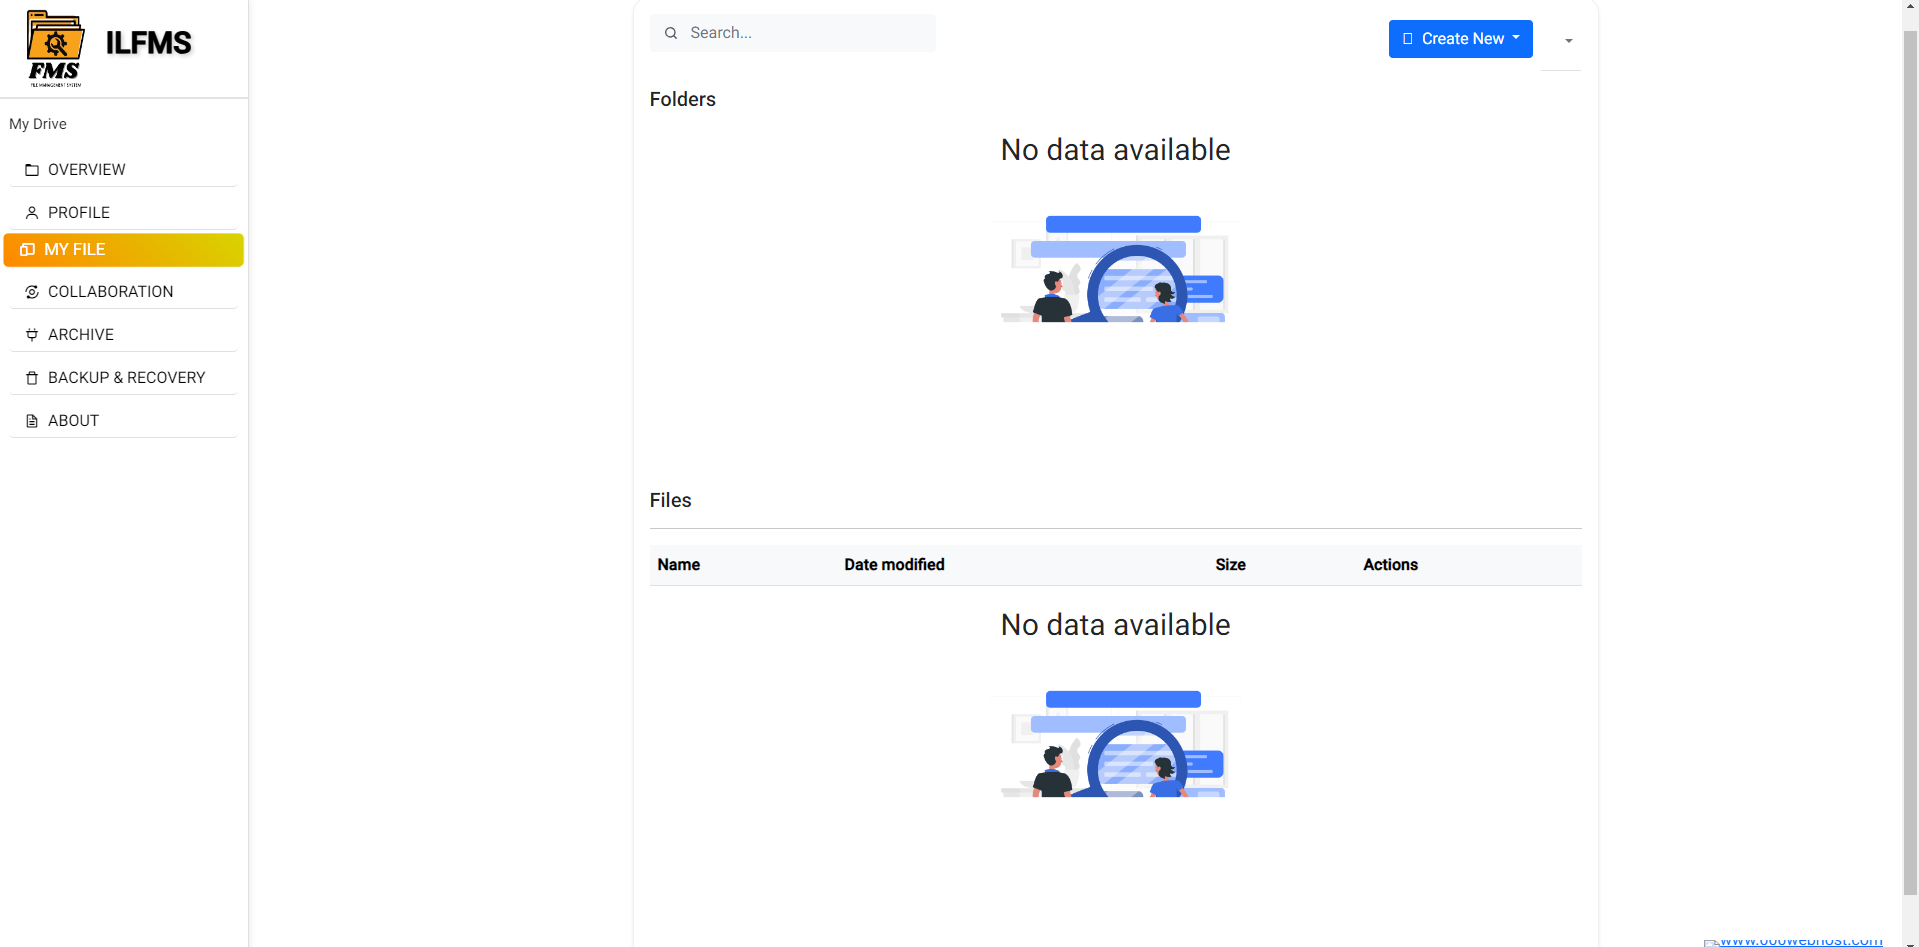 FMS
FILE MANAGEMENT SYSTEM
ILFMS
My Drive
OVERVIEW
PROFILE
MY FILE
COLLABORATION
ARCHIVE
BACKUP & RECOVERY
ABOUT
Search...
Create New
Folders
No data available
Files
Name Date modified Size Actions
No data available
www.000webhost.com